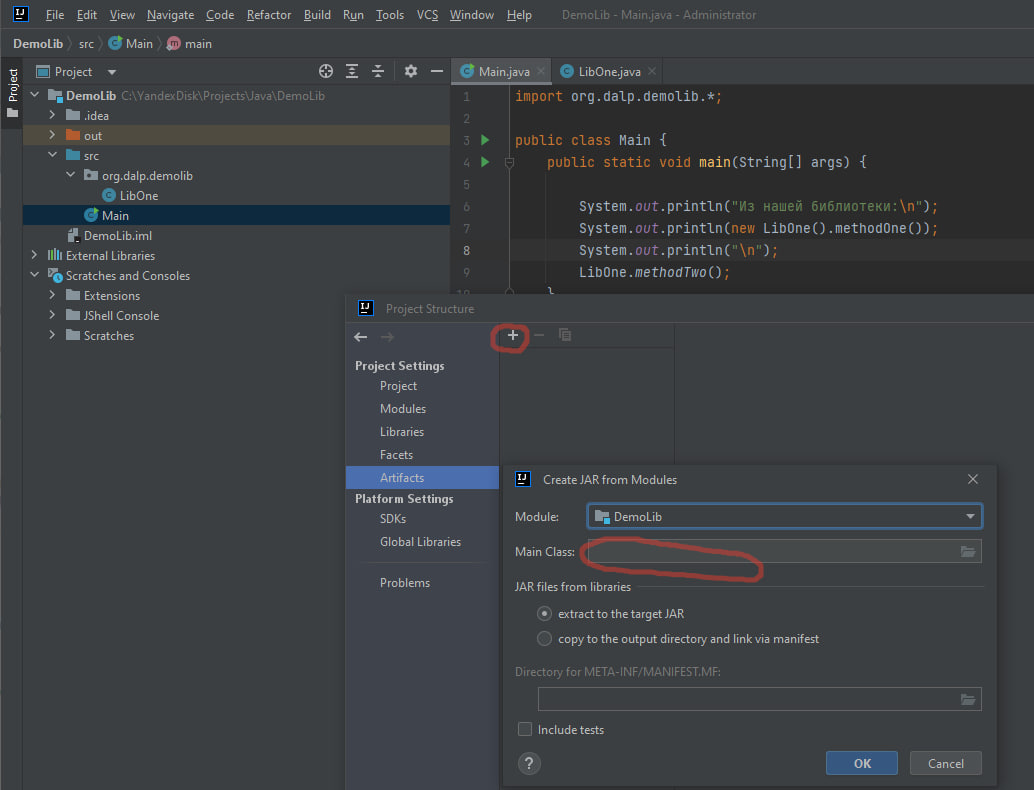 IJ File Edit View Navigate Code Refactor Build Run Tools VCS Window Help DemoLib - Main.java - Administrator
DemoLib src Main main
Project
Project
DemoLib C:\YandexDisk\Projects\Java\DemoLib
.idea
out
src
org.dalp.demolib
LibOne
Main
DemoLib.iml
External Libraries
Scratches and Consoles
Extensions
JShell Console
Scratches
Main.java LibOne.java
1 import org.dalp.demolib.*;
2
3 public class Main {
4 public static void main(String[] args) {
5
6 System.out.println("Из нашей библиотеки:\n");
7 System.out.println(new LibOne().methodOne());
8 System.out.println("\n");
9 LibOne.methodTwo();
10 }
IJ Project Structure
Project Settings
Project
Modules
Libraries
Facets
Artifacts
Platform Settings
SDKs
Global Libraries
Problems
IJ Create JAR from Modules
Module: DemoLib
Main Class:
JAR files from libraries
extract to the target JAR
copy to the output directory and link via manifest
Directory for META-INF/MANIFEST.MF:
Include tests
? OK Cancel